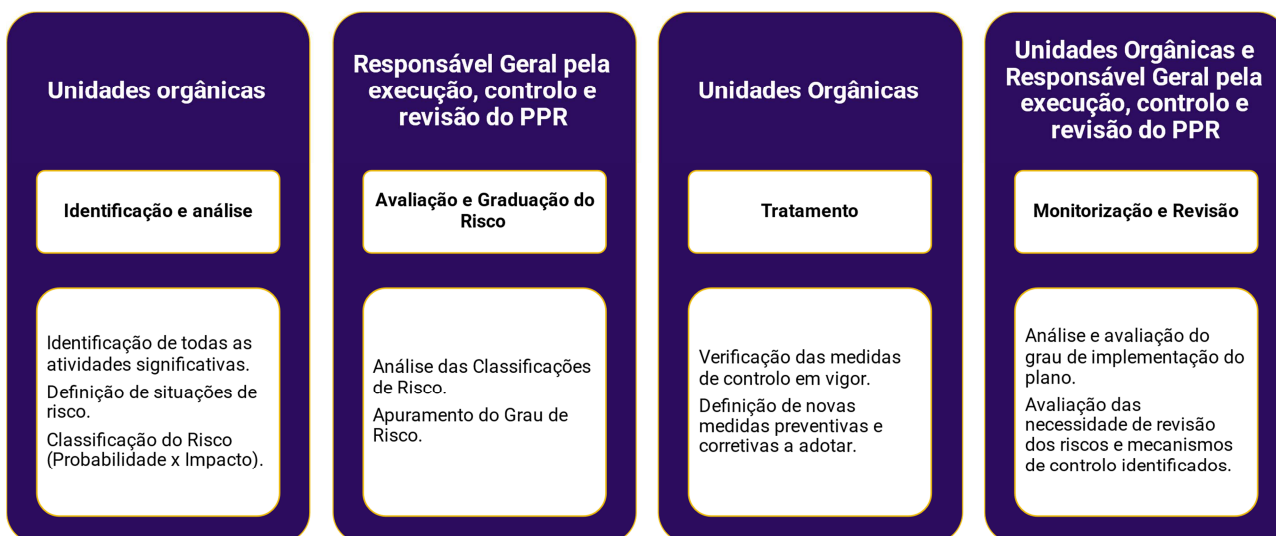 Unidades orgânicas
Identificação e análise
Identificação de todas as
atividades significativas.
Definição de situações de
risco.
Classificação do Risco
(Probabilidade x Impacto).
Responsável Geral pela
execução, controlo e
revisão do PPR
Avaliação e Graduação do
Risco
Análise das Classificações
de Risco.
Apuramento do Grau de
Risco.
Unidades Orgânicas
Tratamento
Verificação das medidas
de controlo em vigor.
Definição de novas
medidas preventivas e
corretivas a adotar.
Unidades Orgânicas e
Responsável Geral pela
execução, controlo e
revisão do PPR
Monitorização e Revisão
Análise e avaliação do
grau de implementação do
plano.
Avaliação das
necessidade de revisão
dos riscos e mecanismos
de controlo identificados.